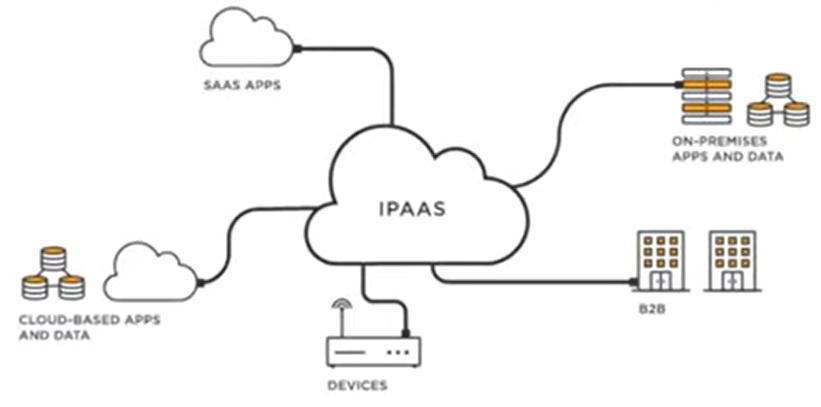 SAAS APPS
ON-PREMISES
APPS AND DATA
IPAAS
CLOUD-BASED APPS
AND DATA
B2B
DEVICES